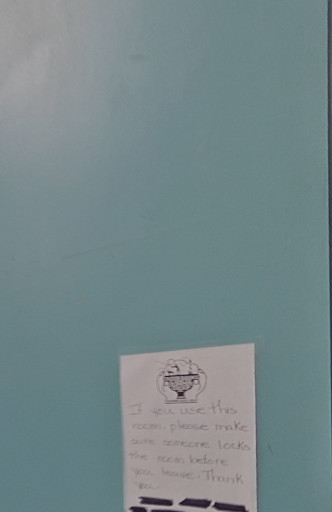 If you use this
room, please make
sure someone locks
the room before
you leave. Thank
you.